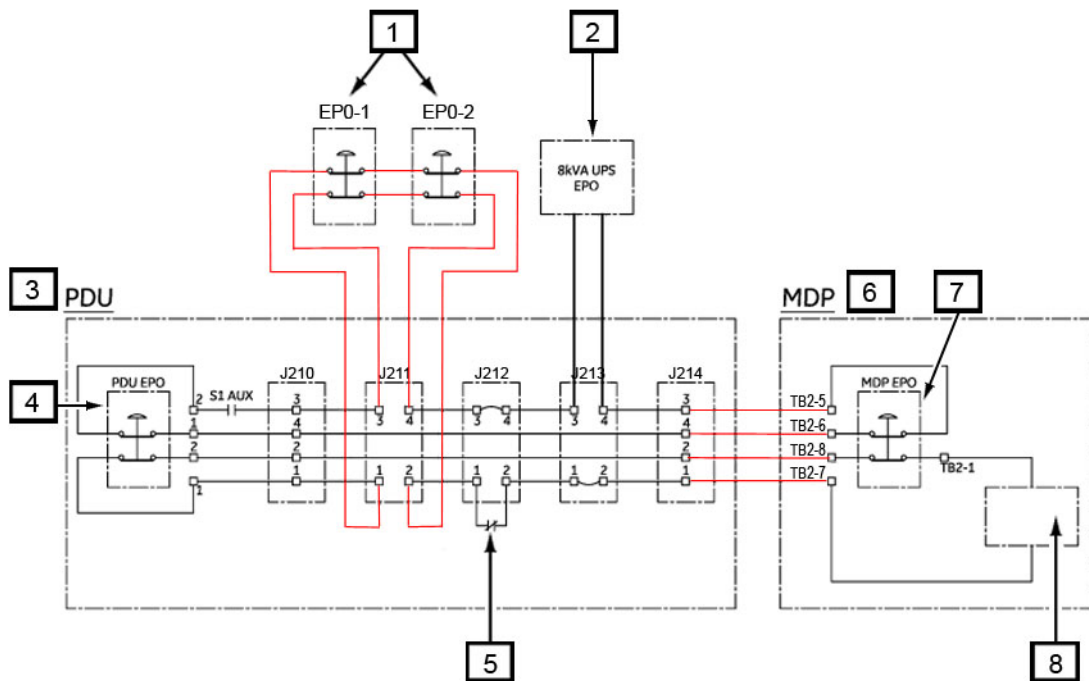 1
2
EP0-1
EP0-2
8kVA UPS
EPO
3
PDU
MDP
6
7
J210
J211
J212
J213
J214
PDU EPO
MDP EPO
4
2
S1 AUX
3
3
4
3
4
3
4
3
TB2-5
1
4
4
TB2-6
2
2
2
TB2-8
TB2-1
1
1
1
2
1
2
1
2
1
TB2-7
5
8